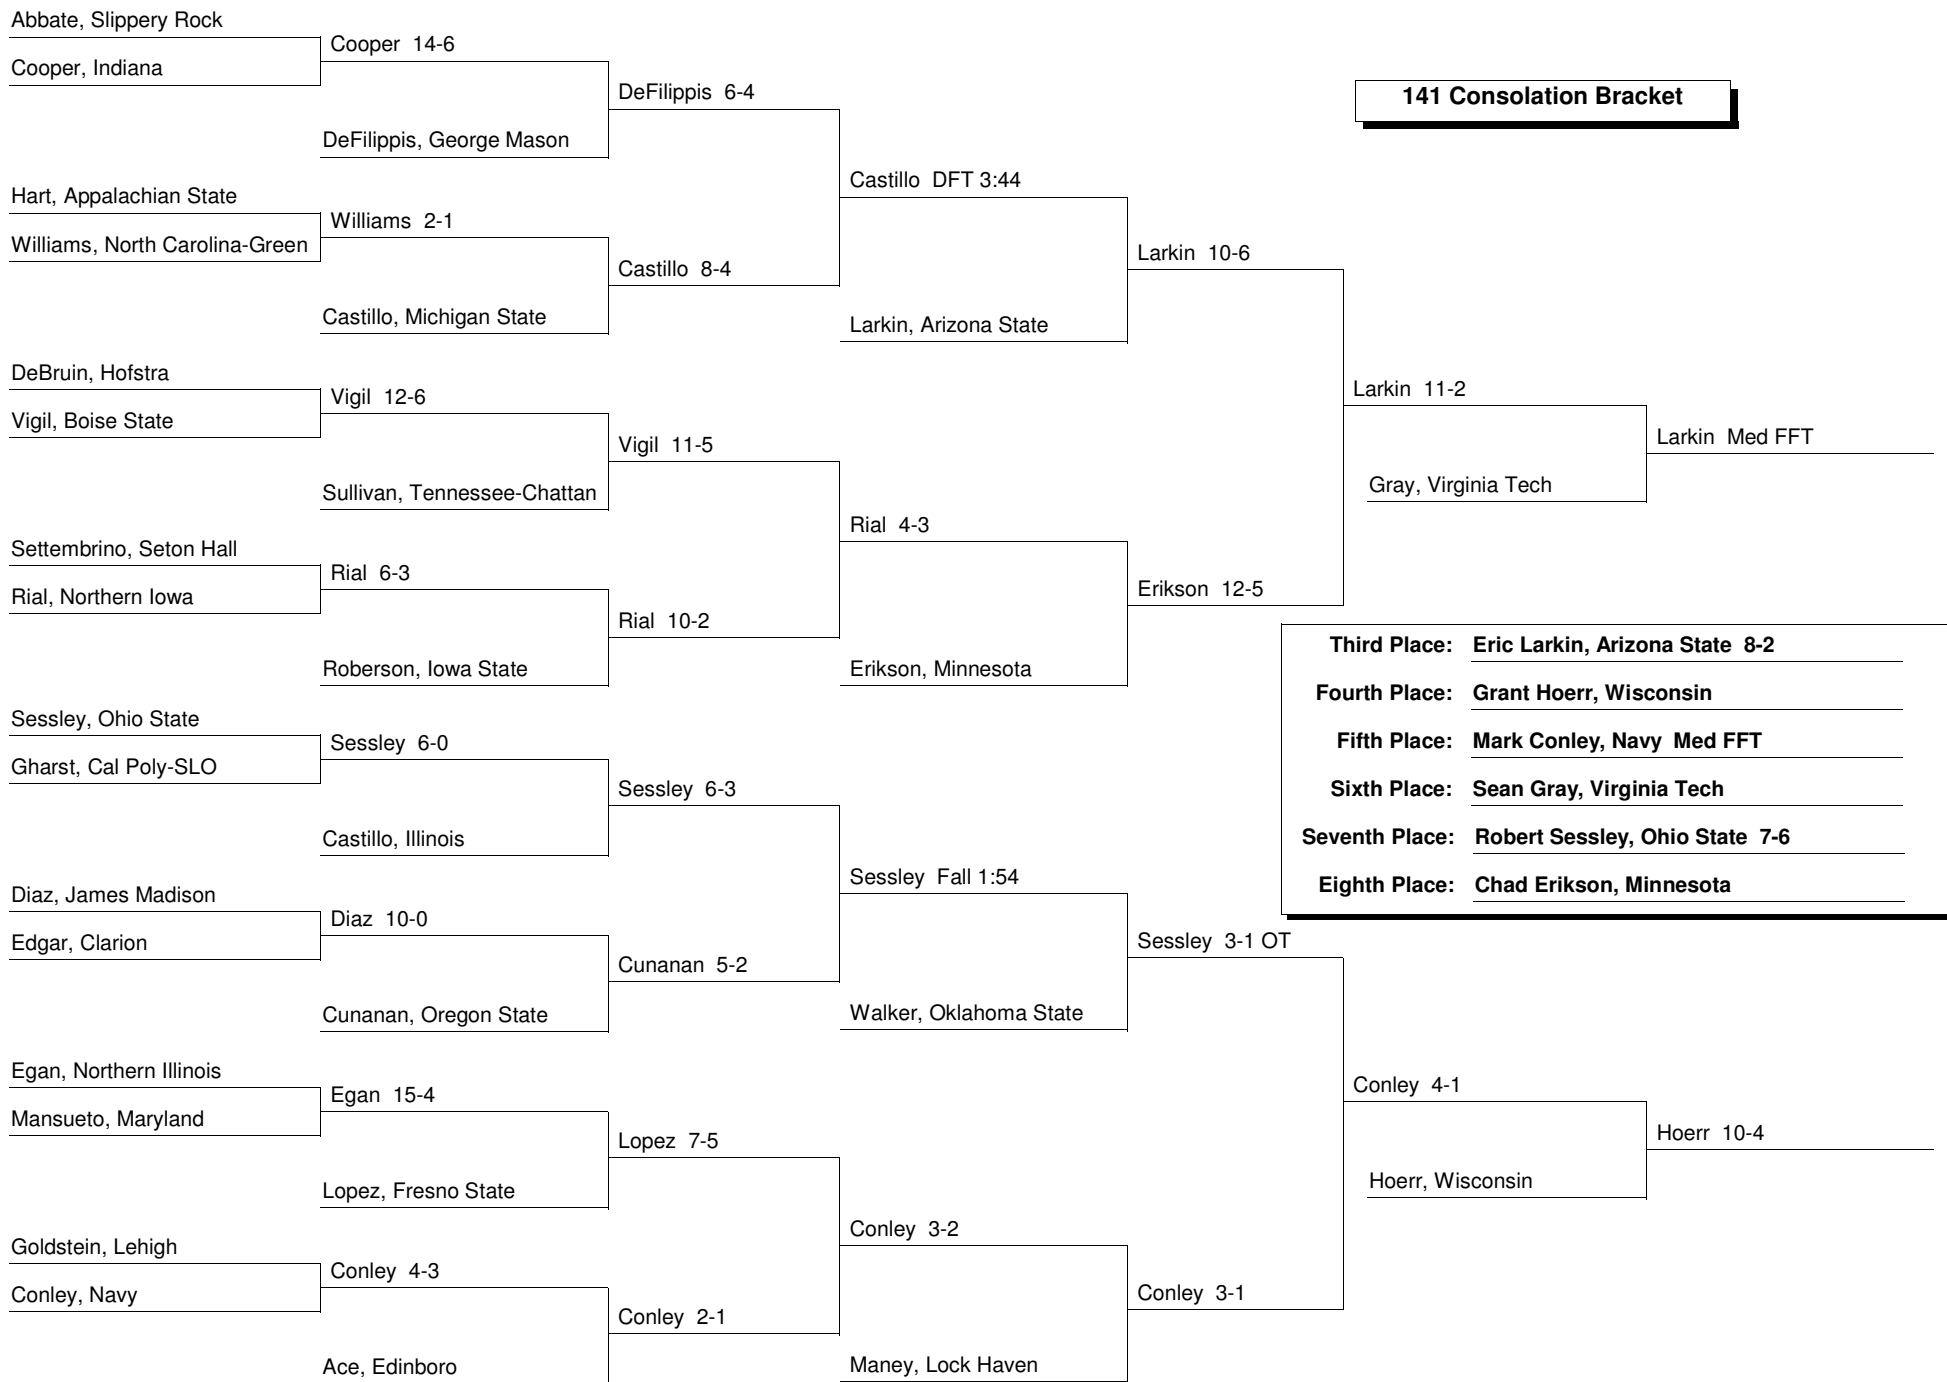 Abbate, Slippery Rock
Cooper 14-6
Cooper, Indiana
DeFilippis 6-4
141 Consolation Bracket
DeFilippis, George Mason
Castillo DFT 3:44
Hart, Appalachian State
Williams 2-1
Williams, North Carolina-Green
Larkin 10-6
Castillo 8-4
Castillo, Michigan State
Larkin, Arizona State
DeBruin, Hofstra
Larkin 11-2
Vigil 12-6
Vigil, Boise State
Larkin Med FFT
Vigil 11-5
Gray, Virginia Tech
Sullivan, Tennessee-Chattan
Rial 4-3
Settembrino, Seton Hall
Rial 6-3
Erikson 12-5
Rial, Northern Iowa
Rial 10-2
Third Place: Eric Larkin, Arizona State 8-2
Roberson, Iowa State
Erikson, Minnesota
Fourth Place: Grant Hoerr, Wisconsin
Sessley, Ohio State
Sessley 6-0
Fifth Place: Mark Conley, Navy Med FFT
Gharst, Cal Poly-SLO
Sessley 6-3
Sixth Place: Sean Gray, Virginia Tech
Castillo, Illinois
Seventh Place: Robert Sessley, Ohio State 7-6
Sessley Fall 1:54
Eighth Place: Chad Erikson, Minnesota
Diaz, James Madison
Diaz 10-0
Edgar, Clarion
Sessley 3-1 OT
Cunanan 5-2
Cunanan, Oregon State
Walker, Oklahoma State
Egan, Northern Illinois
Conley 4-1
Egan 15-4
Mansueto, Maryland
Hoerr 10-4
Lopez 7-5
Hoerr, Wisconsin
Lopez, Fresno State
Conley 3-2
Goldstein, Lehigh
Conley 4-3
Conley, Navy
Conley 3-1
Conley 2-1
Ace, Edinboro
Maney, Lock Haven